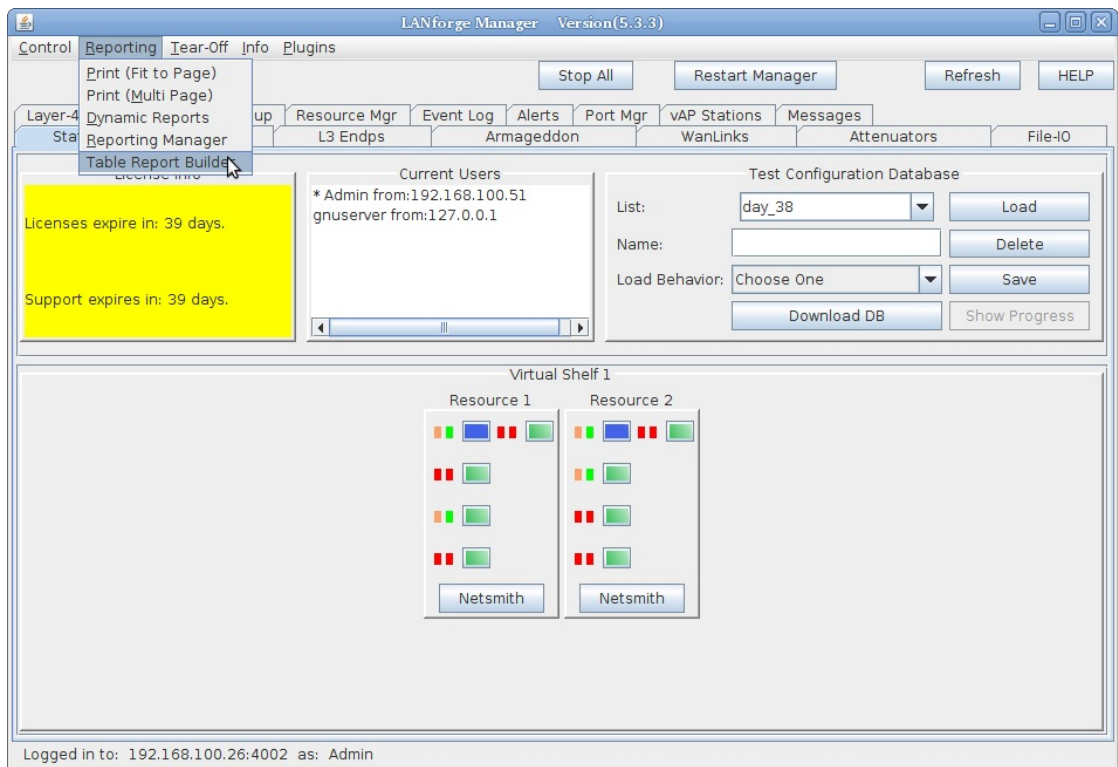 LANforge Manager Version(5.3.3)
Control Reporting Tear-Off Info Plugins
Print (Fit to Page)
Print (Multi Page)
Dynamic Reports
Reporting Manager
Table Report Builder
Stop All Restart Manager Refresh HELP
Layer-4 up Resource Mgr Event Log Alerts Port Mgr vAP Stations Messages
L3 Endps Armageddon WanLinks Attenuators File-IO
License Info
Licenses expire in: 39 days.
Support expires in: 39 days.
Current Users
* Admin from:192.168.100.51
gnuserver from:127.0.0.1
Test Configuration Database
List: day_38 Load
Name: Delete
Load Behavior: Choose One Save
Download DB Show Progress
Virtual Shelf 1
Resource 1 Resource 2
Netsmith Netsmith
Logged in to: 192.168.100.26:4002 as: Admin